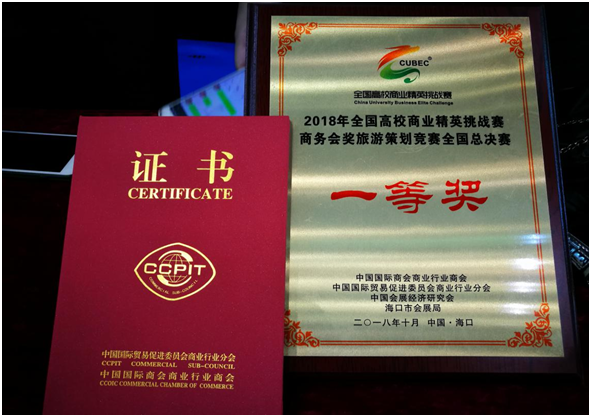 证书
CERTIFICATE
CCPIT
COMMERCIAL SUB-COUNCIL
中国国际贸易促进委员会商业行业分会
CCPIT COMMERCIAL SUB-COUNCIL
中国国际商会商业行业商会
CCOIC COMMERCIAL CHAMBER OF COMMERCE
CUBEC®
全国高校商业精英挑战赛
China University Business Elite Challenge
2018年全国高校商业精英挑战赛
商务会奖旅游策划竞赛全国总决赛
一等奖
中国国际商会商业行业商会
中国国际贸易促进委员会商业行业分会
中国会展经济研究会
海口市会展局
二〇一八年十月 中国·海口